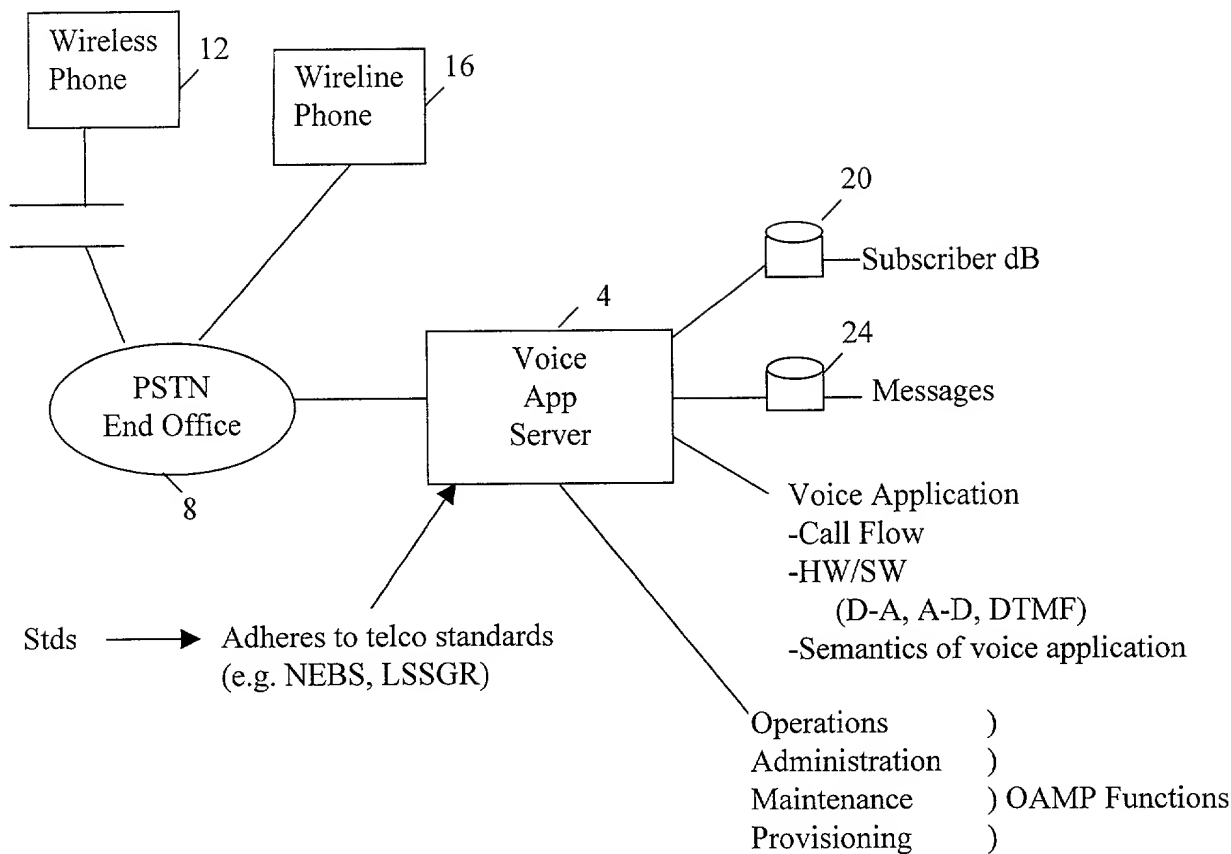 Wireless
Phone
12
Wireline
Phone
16
20
Subscriber dB
4
Voice
App
Server
24
Messages
PSTN
End Office
8
Voice Application
-Call Flow
-HW/SW
(D-A, A-D, DTMF)
-Semantics of voice application
Stds
Adheres to telco standards
(e.g. NEBS, LSSGR)
Operations )
Administration )
Maintenance ) OAMP Functions
Provisioning )